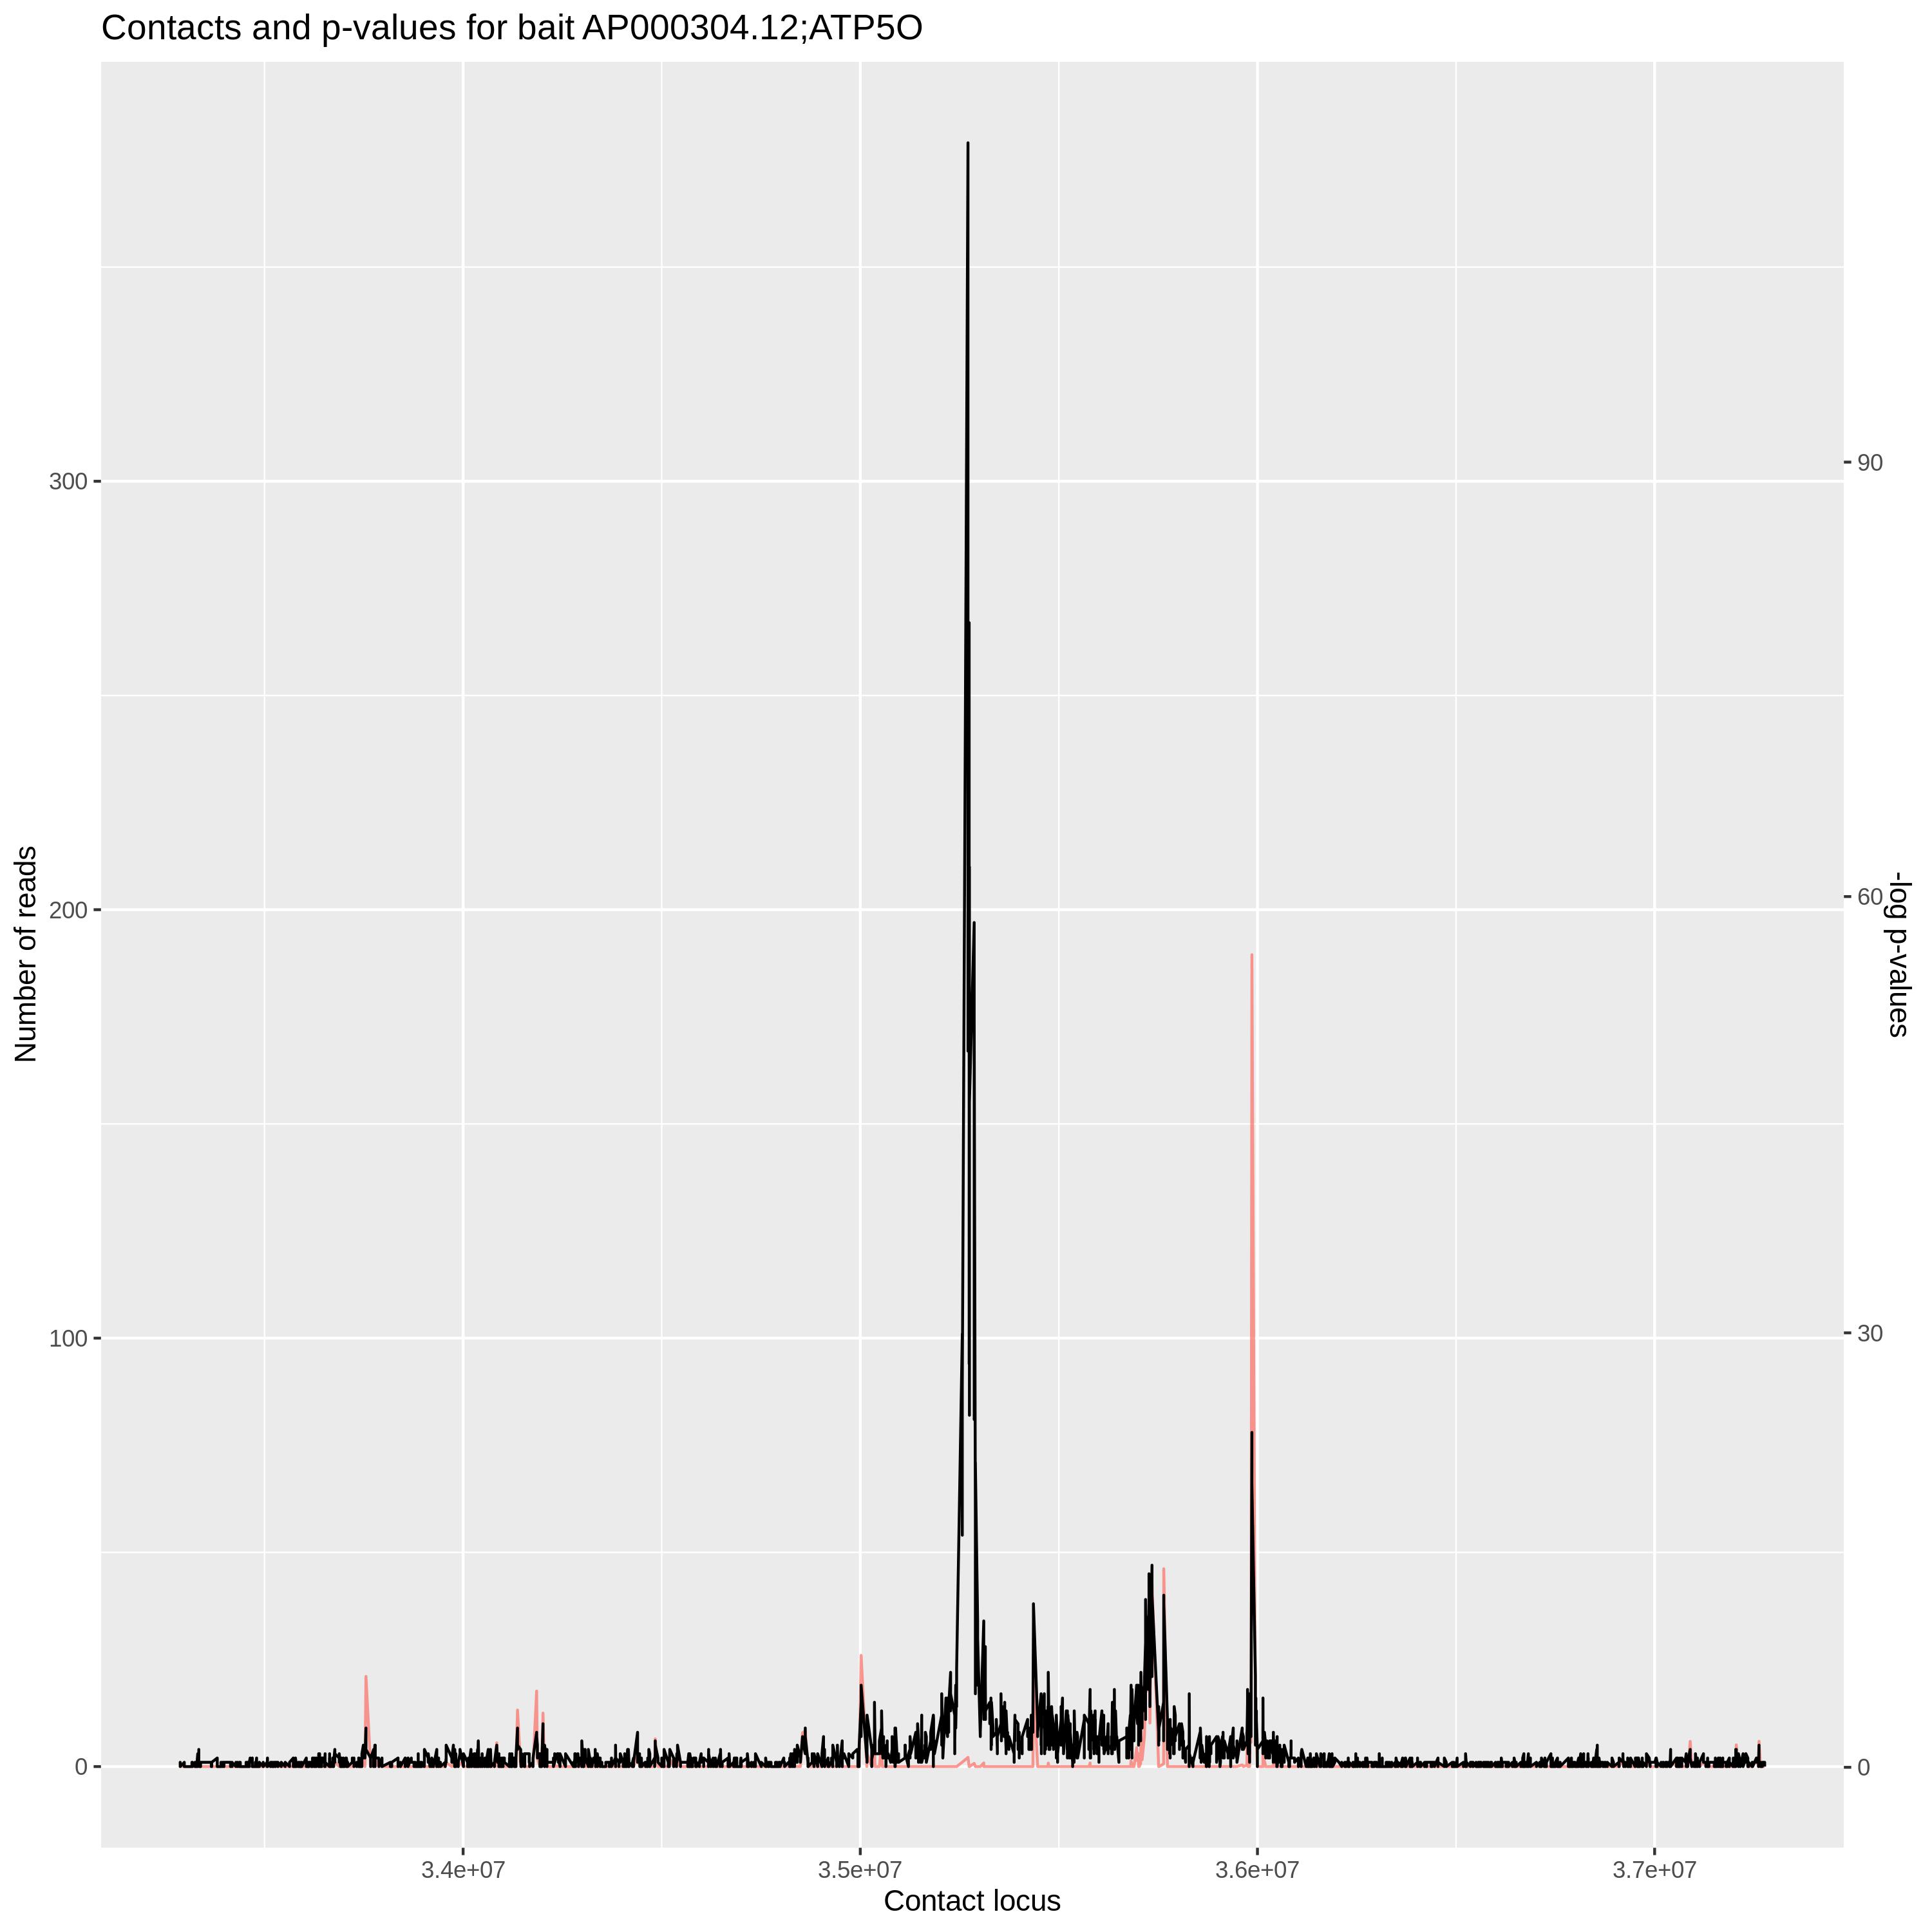 Contacts and p-values for bait AP000304.12;ATP5O
Number of reads
300
200
100
0
90
60
30
0
-log p-values
3.4e+07 3.5e+07 3.6e+07 3.7e+07
Contact locus